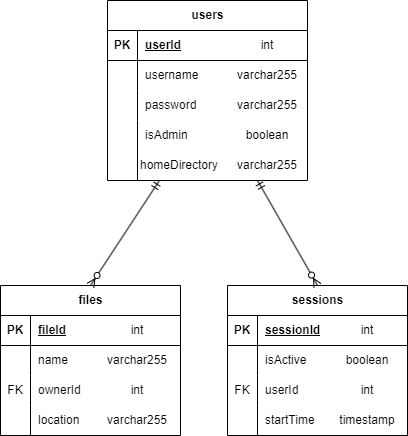 users
PK userId int
username varchar255
password varchar255
isAdmin boolean
homeDirectory varchar255
files
PK fileId int
name varchar255
FK ownerId int
location varchar255
sessions
PK sessionId int
isActive boolean
FK userId int
startTime timestamp